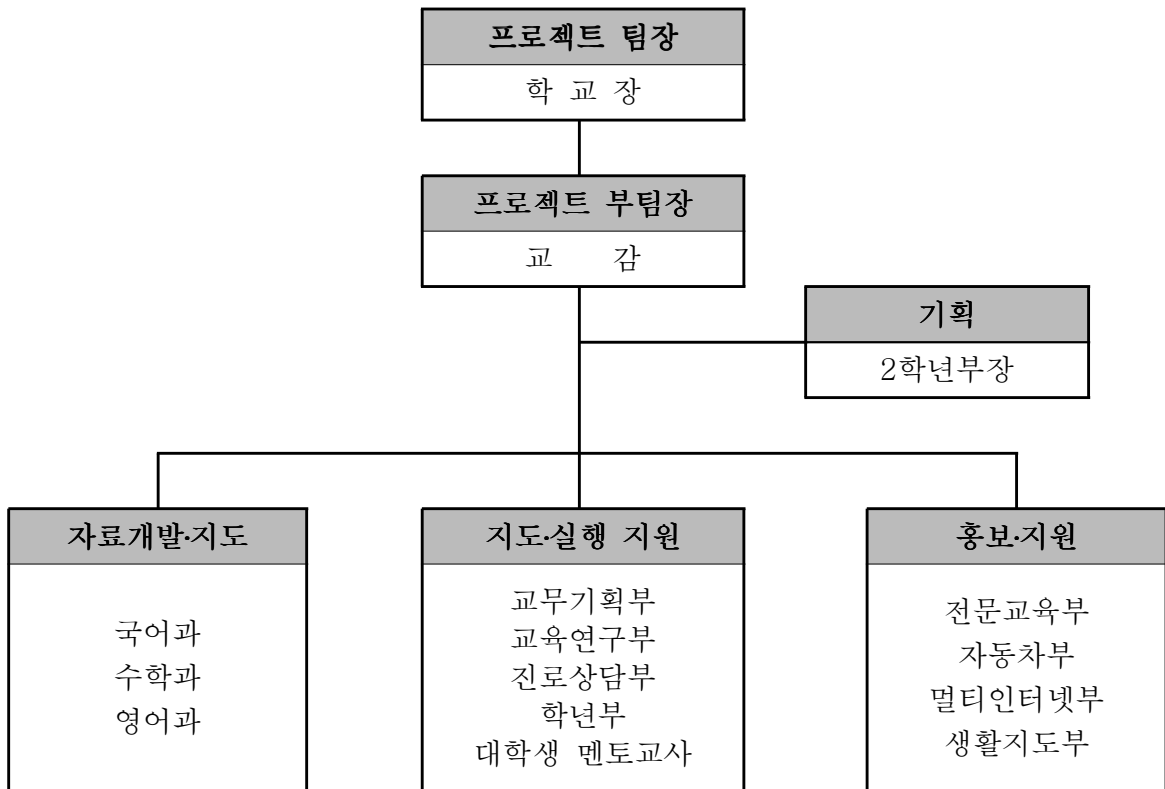 프로젝트 팀장
학 교 장
프로젝트 부팀장
교 감
기획
2학년부장
자료개발·지도
국어과
수학과
영어과
지도·실행 지원
교무기획부
교육연구부
진로상담부
학년부
대학생 멘토교사
홍보·지원
전문교육부
자동차부
멀티인터넷부
생활지도부